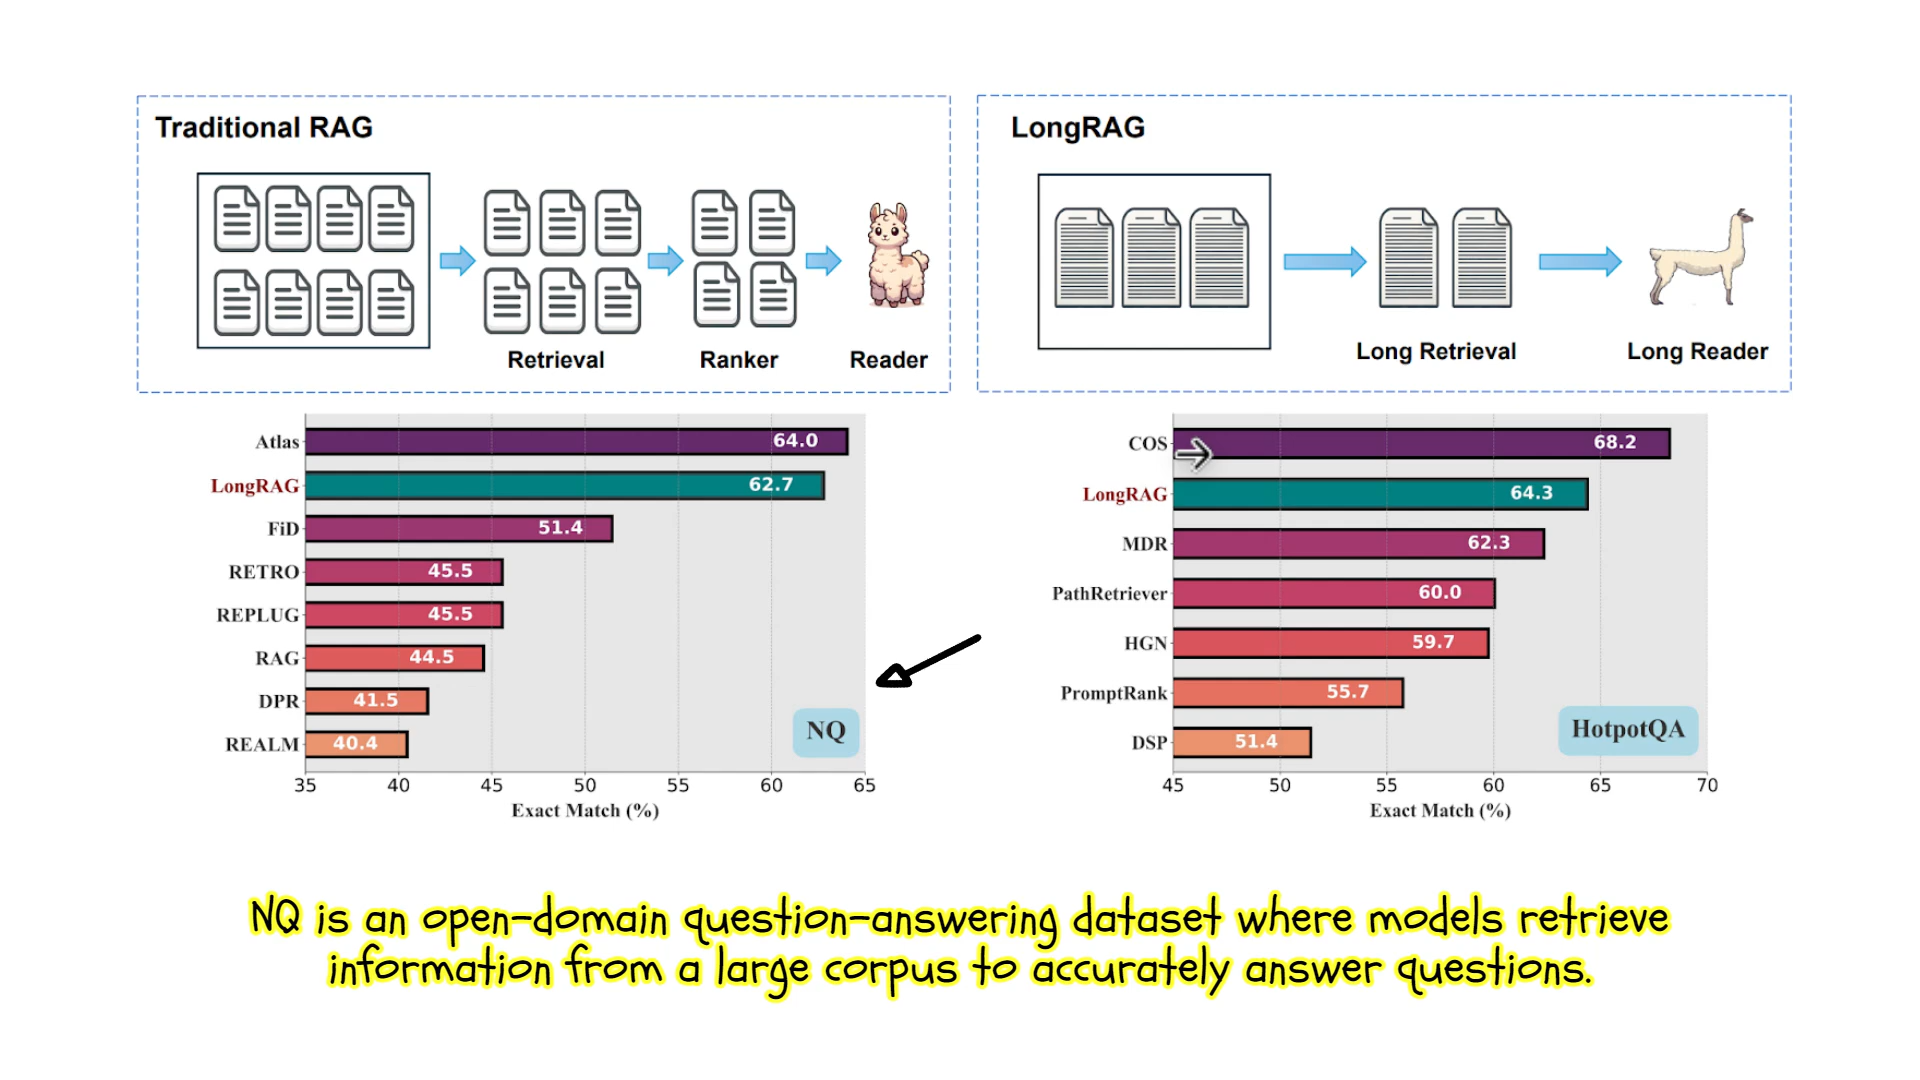 Traditional RAG
Retrieval
Ranker
Reader
LongRAG
Long Retrieval
Long Reader
Atlas 64.0
LongRAG 62.7
FiD 51.4
RETRO 45.5
REPLUG 45.5
RAG 44.5
DPR 41.5
REALM 40.4
NQ
35 40 45 50 55 60 65
Exact Match (%)
COS 68.2
LongRAG 64.3
MDR 62.3
PathRetriever 60.0
HGN 59.7
PromptRank 55.7
DSP 51.4
HotpotQA
45 50 55 60 65 70
Exact Match (%)
NQ is an open-domain question-answering dataset where models retrieve
information from a large corpus to accurately answer questions.